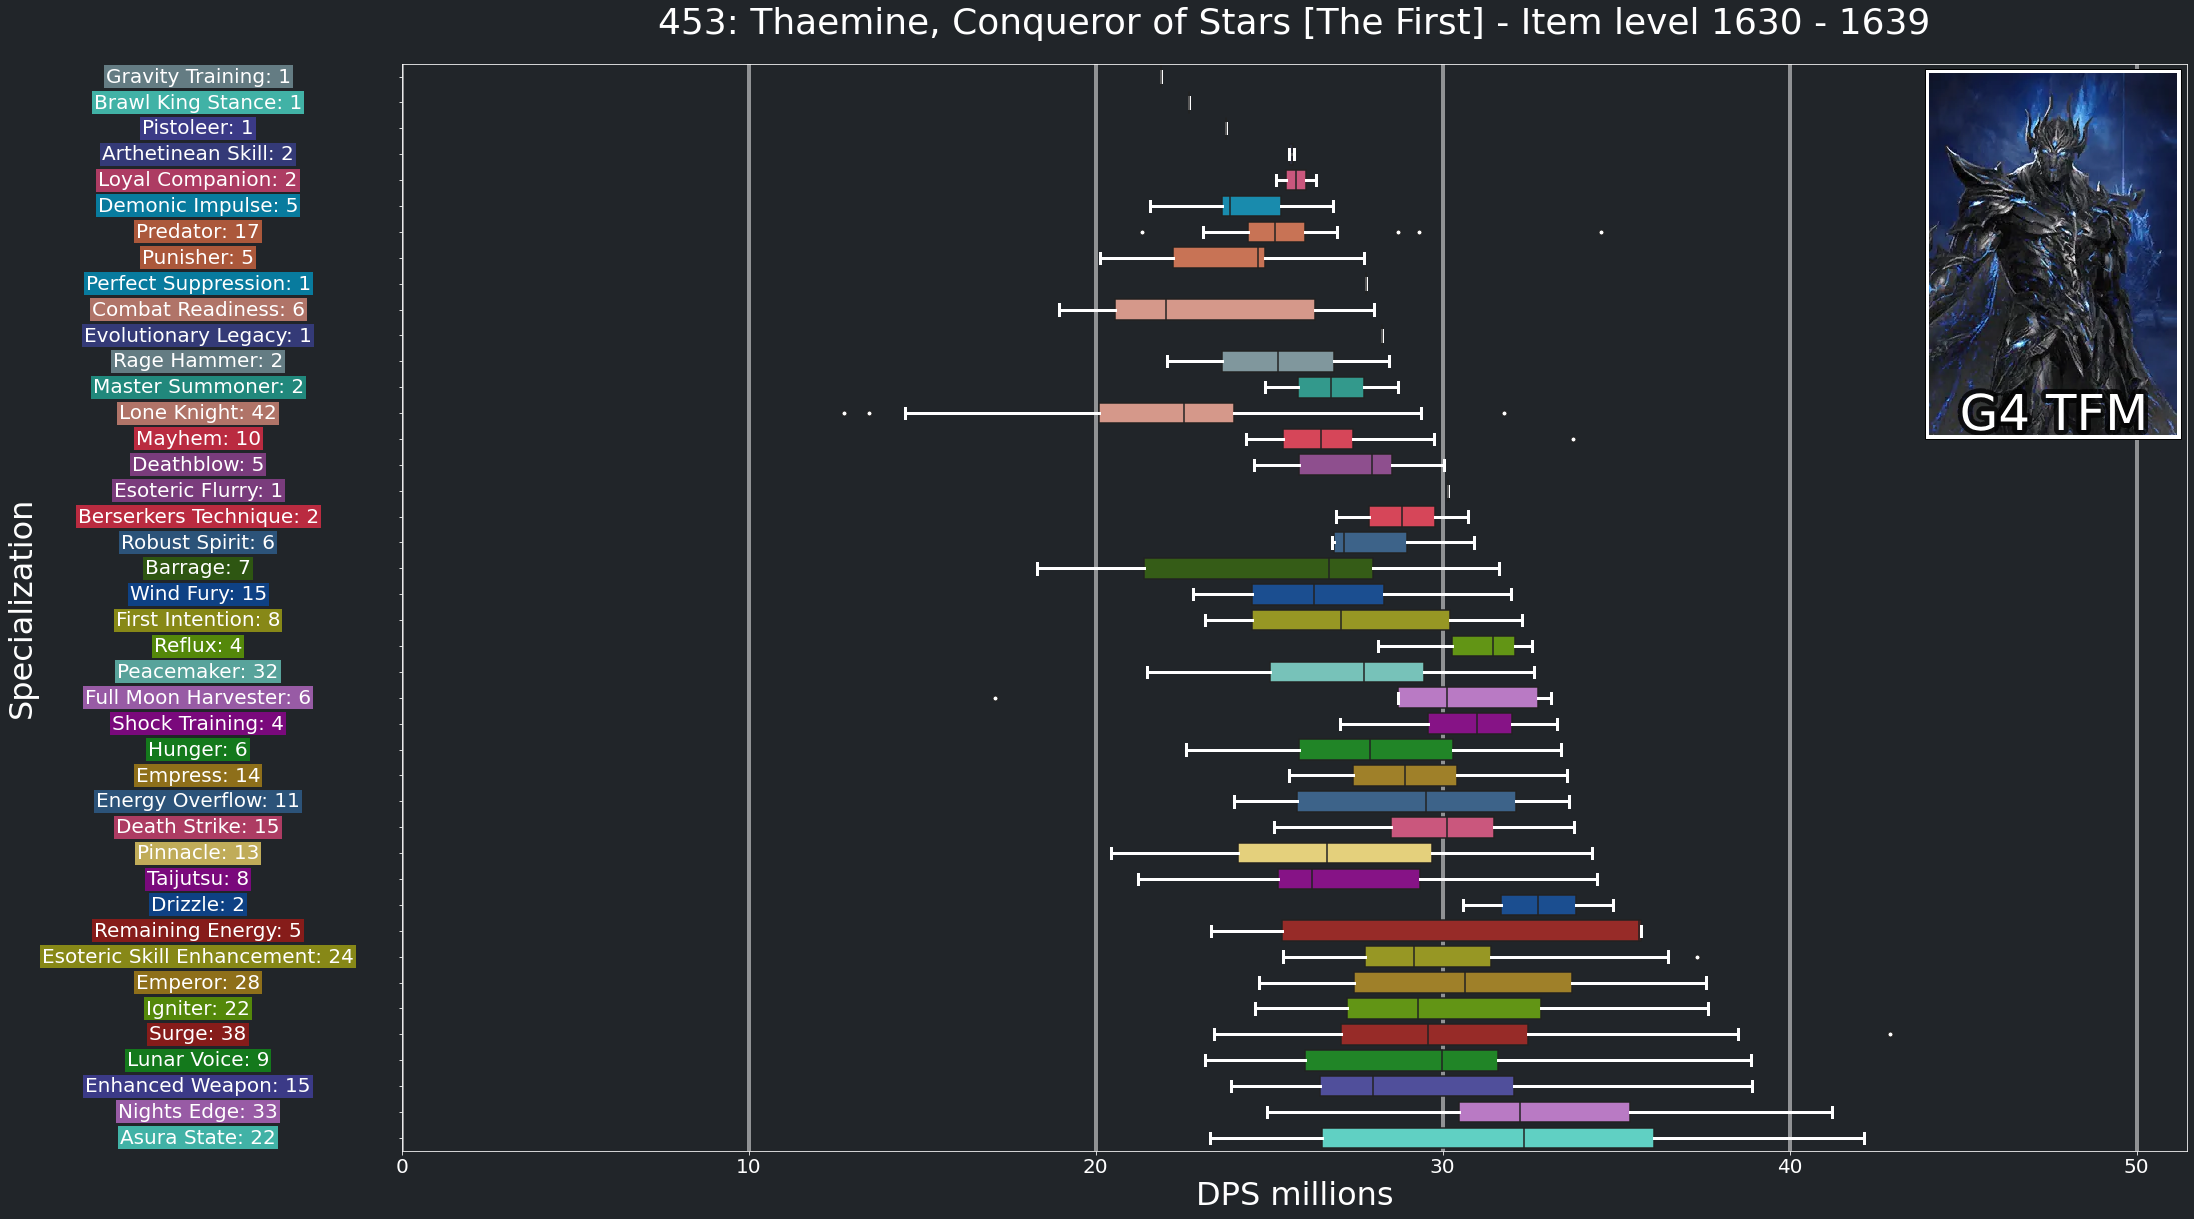 453: Thaemine, Conqueror of Stars [The First] - Item level 1630 - 1639
Specialization
Gravity Training: 1
Brawl King Stance: 1
Pistoleer: 1
Arthetinean Skill: 2
Loyal Companion: 2
Demonic Impulse: 5
Predator: 17
Punisher: 5
Perfect Suppression: 1
Combat Readiness: 6
Evolutionary Legacy: 1
Rage Hammer: 2
Master Summoner: 2
Lone Knight: 42
Mayhem: 10
Deathblow: 5
Esoteric Flurry: 1
Berserkers Technique: 2
Robust Spirit: 6
Barrage: 7
Wind Fury: 15
First Intention: 8
Reflux: 4
Peacemaker: 32
Full Moon Harvester: 6
Shock Training: 4
Hunger: 6
Empress: 14
Energy Overflow: 11
Death Strike: 15
Pinnacle: 13
Taijutsu: 8
Drizzle: 2
Remaining Energy: 5
Esoteric Skill Enhancement: 24
Emperor: 28
Igniter: 22
Surge: 38
Lunar Voice: 9
Enhanced Weapon: 15
Nights Edge: 33
Asura State: 22
G4 TFM
0 10 20 30 40 50
DPS millions